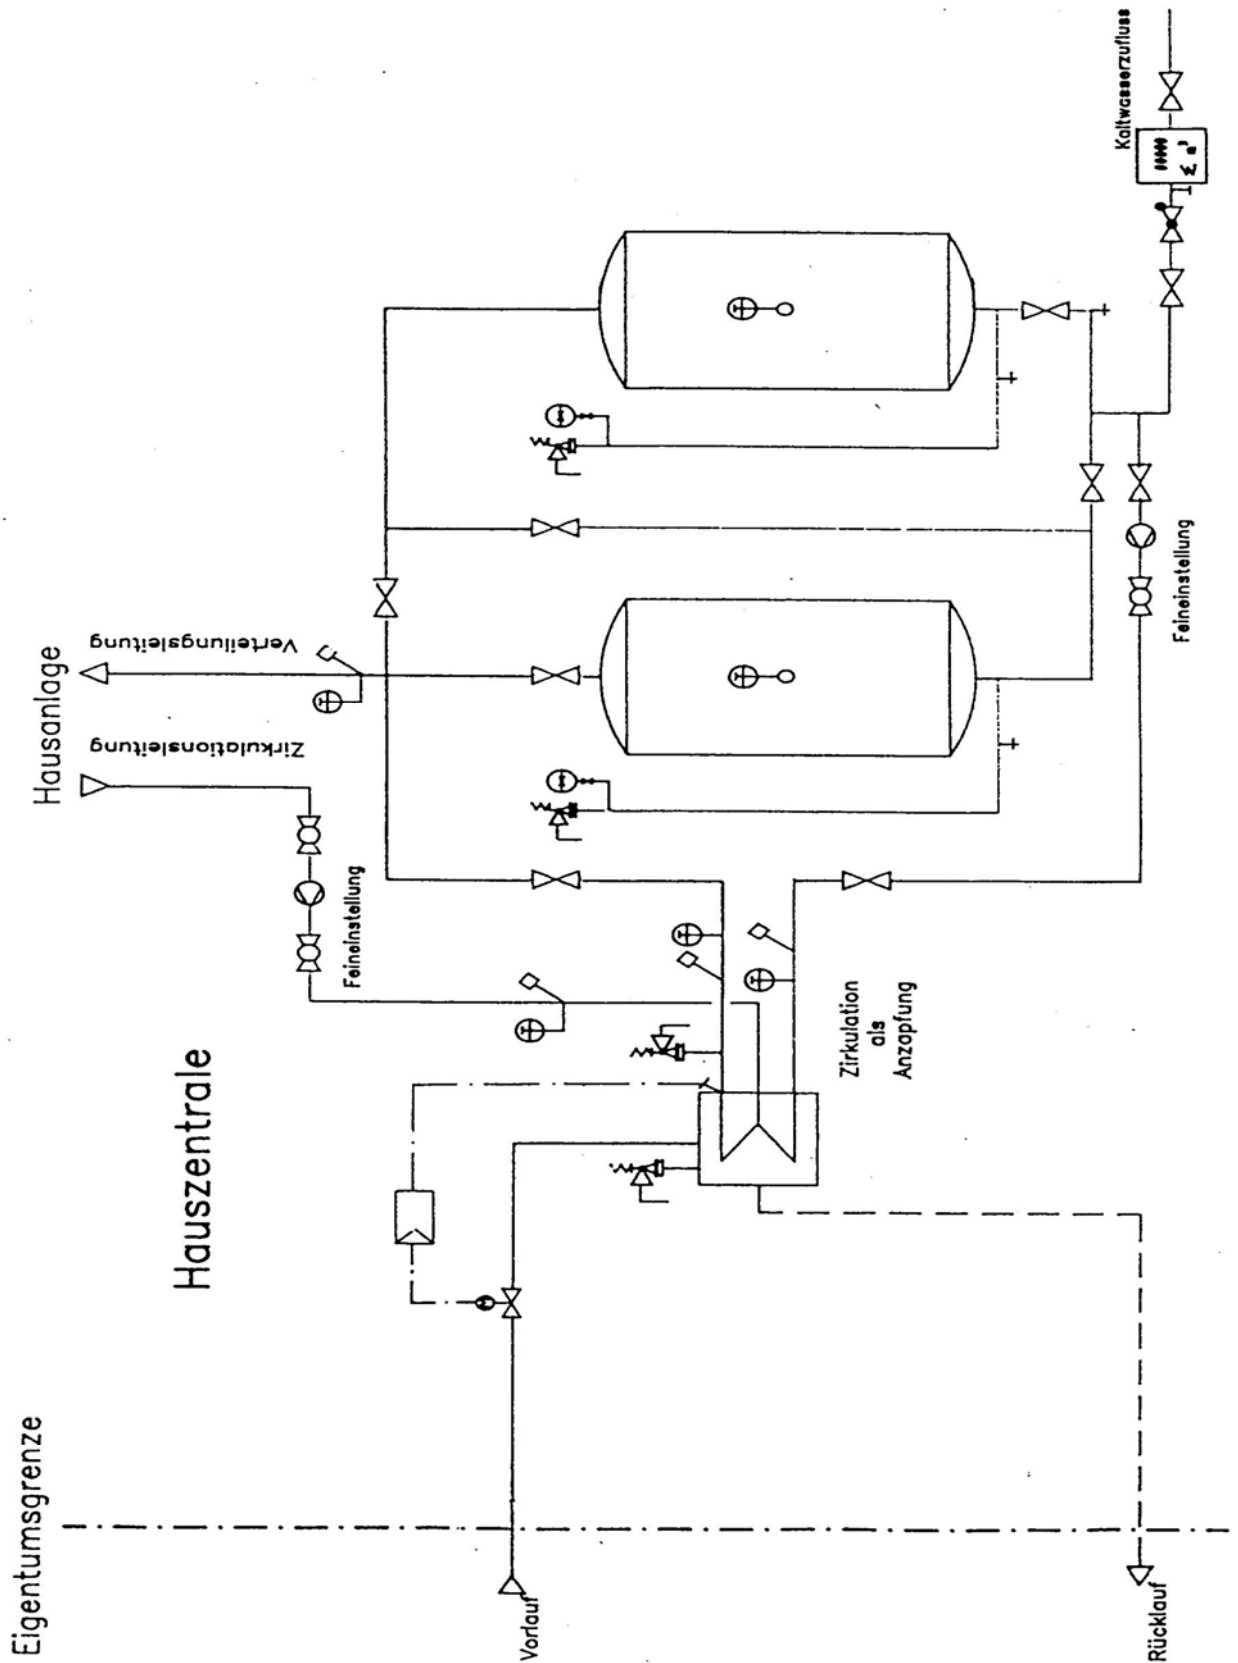 Eigentumsgrenze
Hauszentrale
Hausanlage
Zirkulationsleitung
Verteilungsleitung
Feineinstellung
Zirkulation
als
Anzapfung
Feineinstellung
Kaltwasserzufluss
Vorlauf
Rücklauf